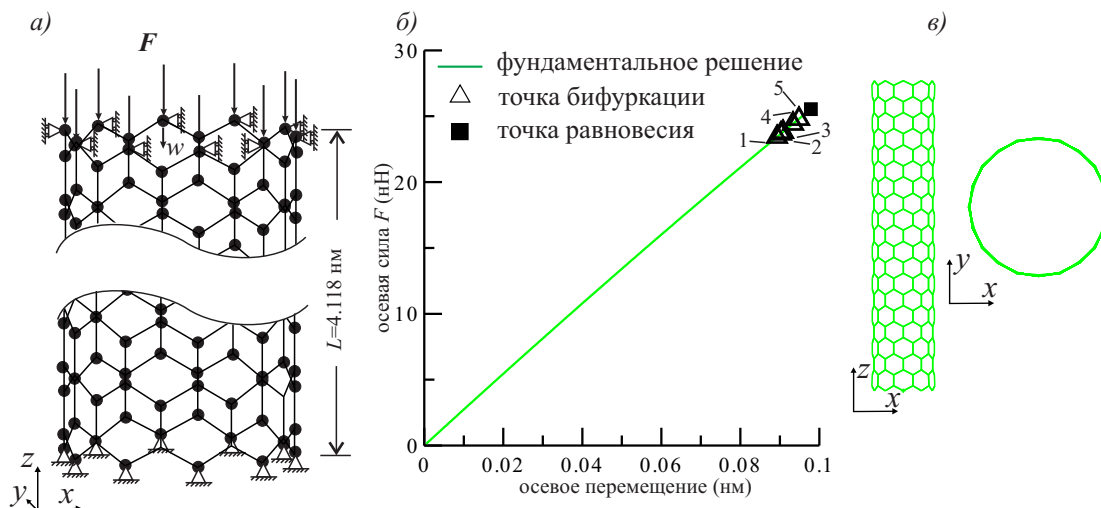 а)
F
w
L=4.118 нм
z
y
x
б)
30
20
10
0
осевая сила F (нН)
фундаментальное решение
точка бифуркации
точка равновесия
5
4
3
1
2
0
0.02
0.04
0.06
0.08
0.1
осевое перемещение (нм)
в)
y
x
z
x